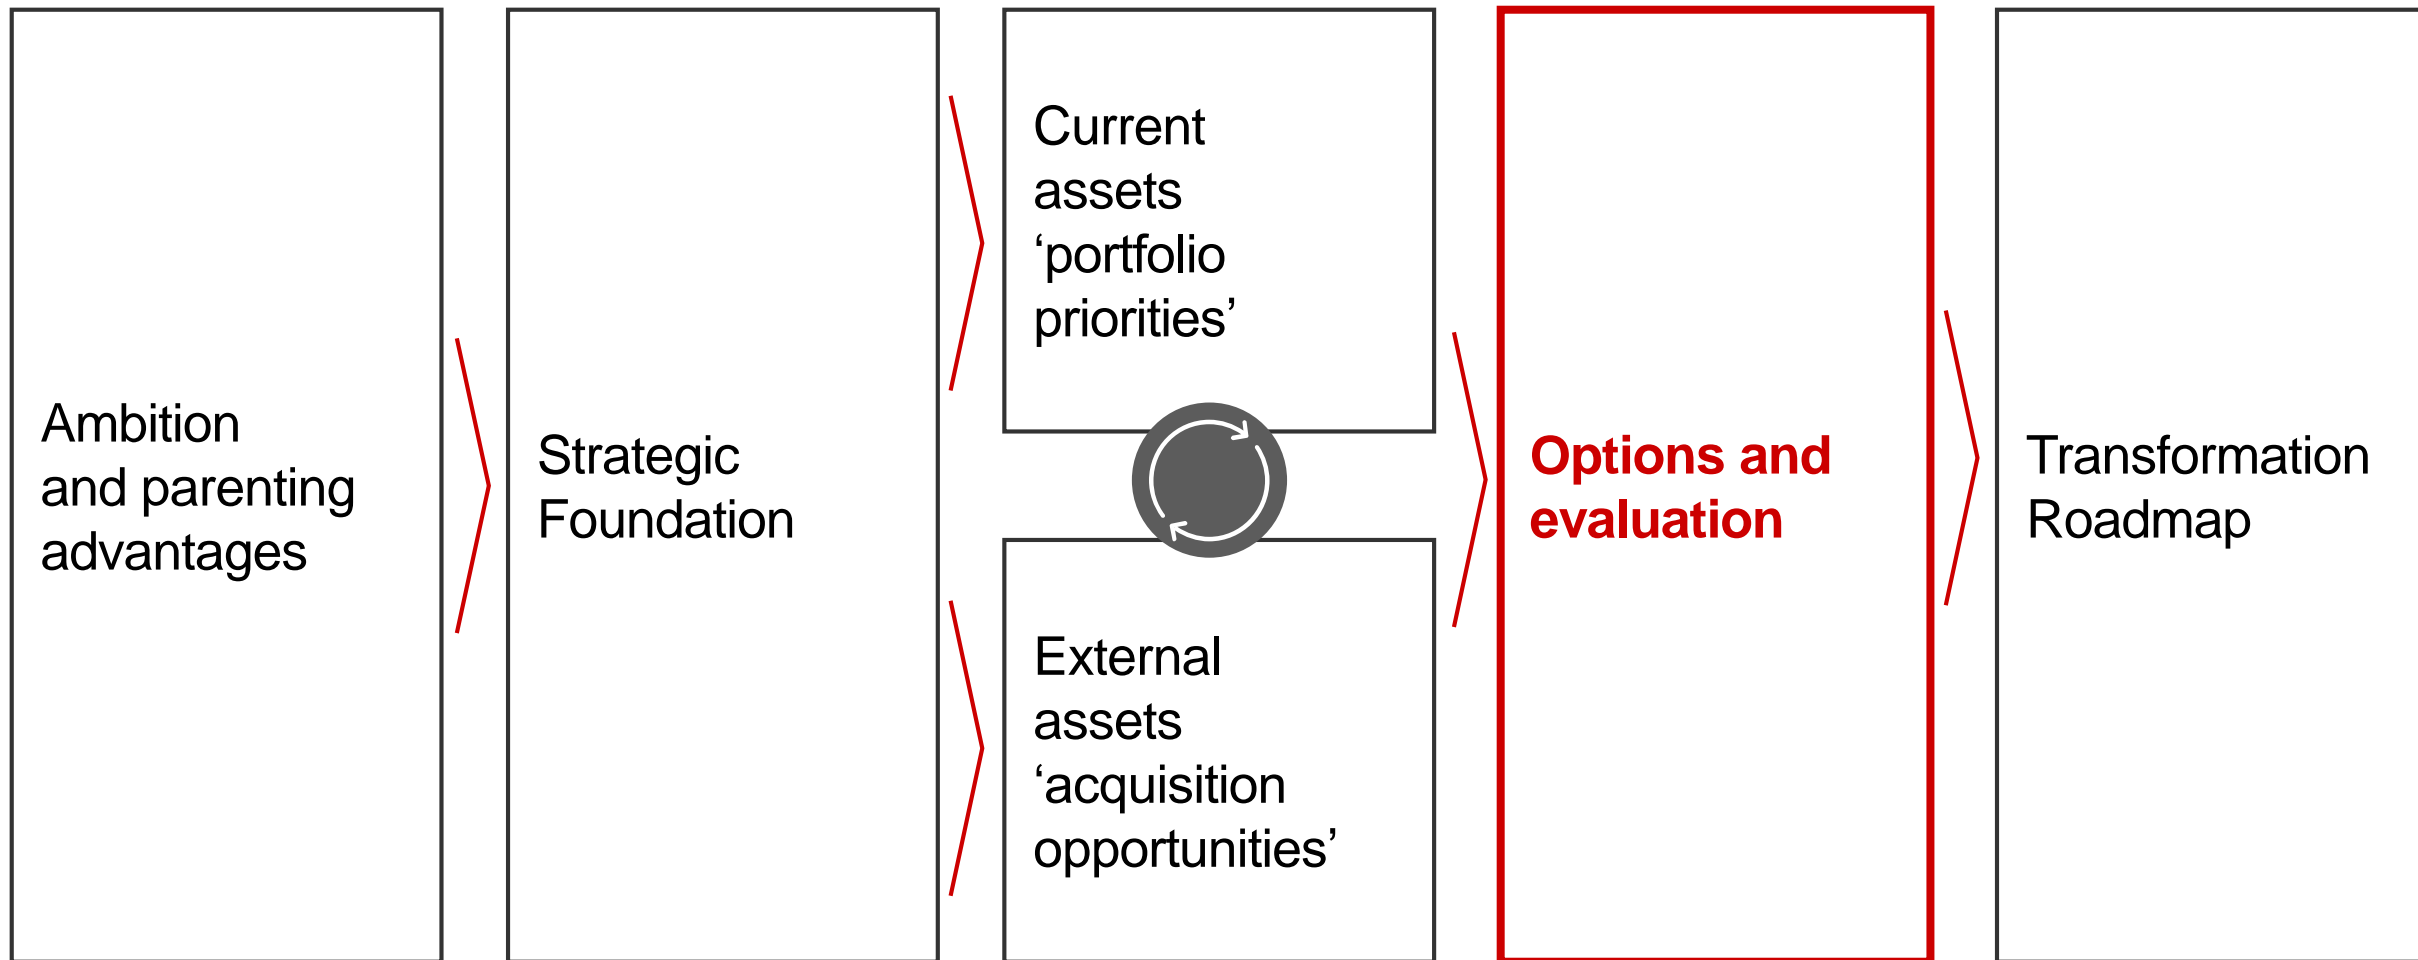 Ambition
and parenting
advantages
Strategic
Foundation
Current
assets
‘portfolio
priorities’
External
assets
‘acquisition
opportunities’
Options and
evaluation
Transformation
Roadmap